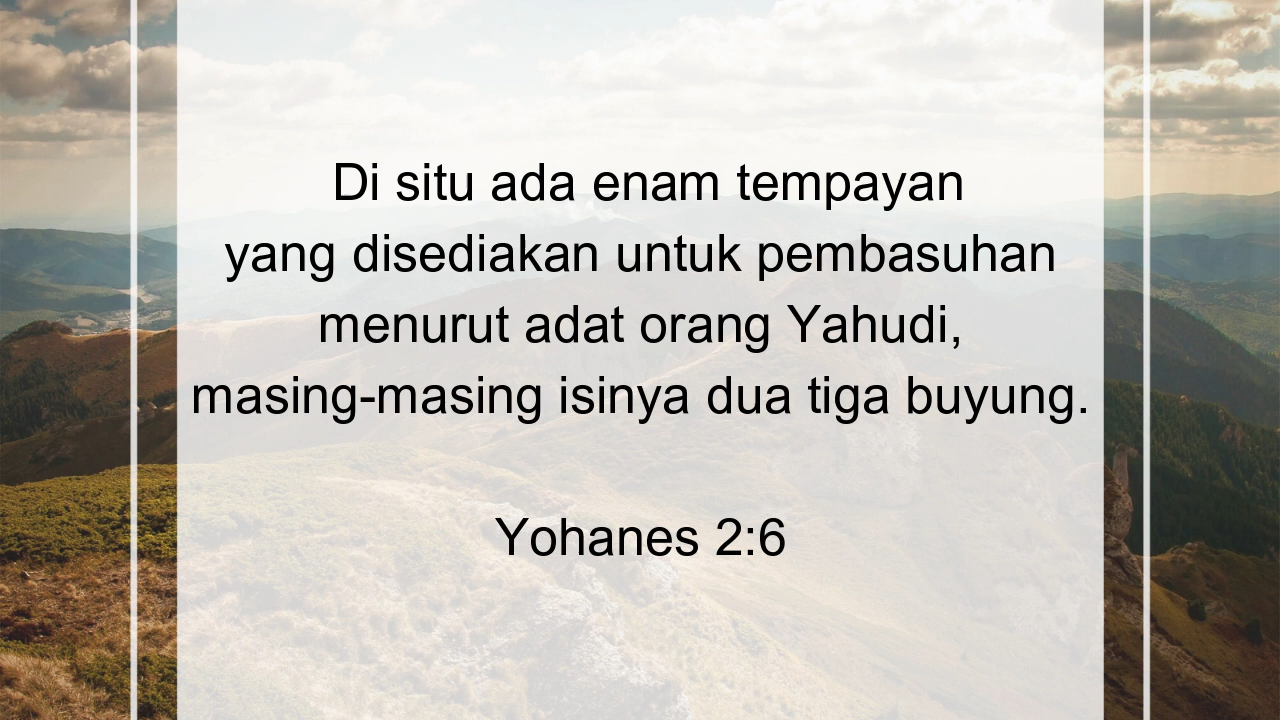 Di situ ada enam tempayan
yang disediakan untuk pembasuhan
menurut adat orang Yahudi,
masing-masing isinya dua tiga buyung.
Yohanes 2:6